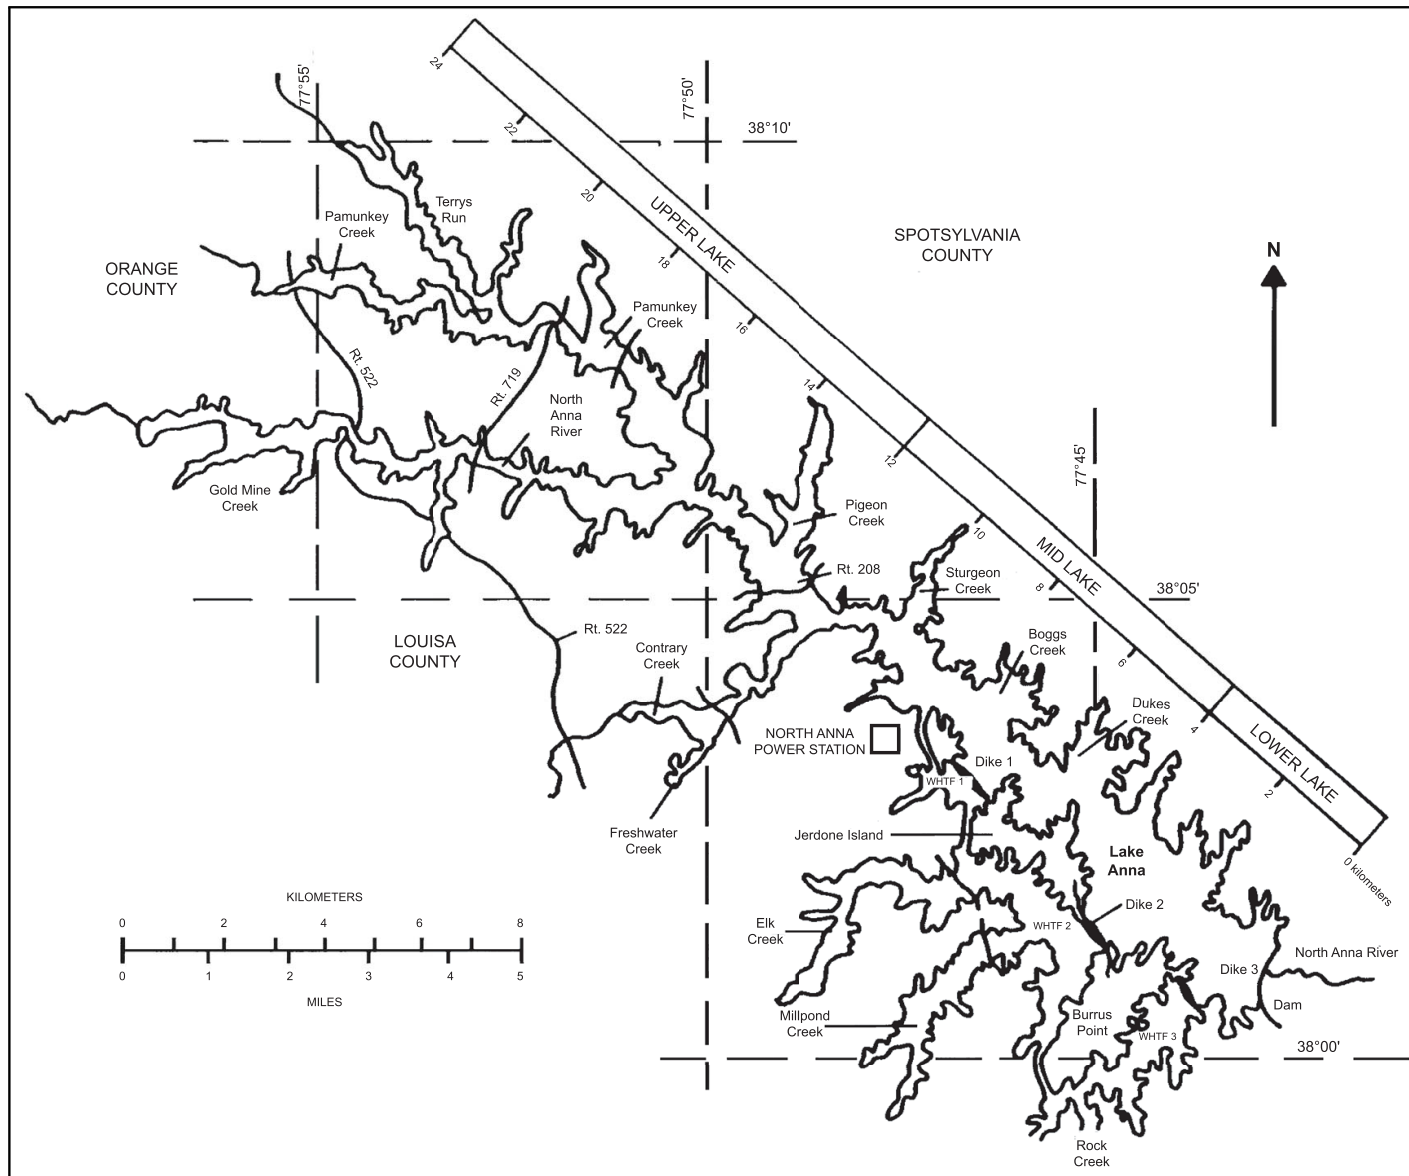 24
77°55'
77°50'
22
38°10'
20
UPPER LAKE
Terrys
Run
Pamunkey
Creek
SPOTSYLVANIA
COUNTY
N
ORANGE
COUNTY
18
Pamunkey
Creek
16
Rt. 522
Rt. 719
14
North
Anna
River
12
77°45'
Gold Mine
Creek
Pigeon
Creek
10
MID LAKE
Rt. 208
Sturgeon
Creek
8
38°05'
Rt. 522
LOUISA
COUNTY
Contrary
Creek
Boggs
Creek
6
Dukes
Creek
4
LOWER LAKE
NORTH ANNA
POWER STATION
Dike 1
WHTF 1
2
Freshwater
Creek
Jerdone Island
Lake
Anna
0 kilometers
KILOMETERS
0 2 4 6 8
0 1 2 3 4 5
MILES
Dike 2
Elk
Creek
WHTF 2
North Anna River
Dike 3
Dam
Millpond
Creek
Burrus
Point
WHTF 3
38°00'
Rock
Creek